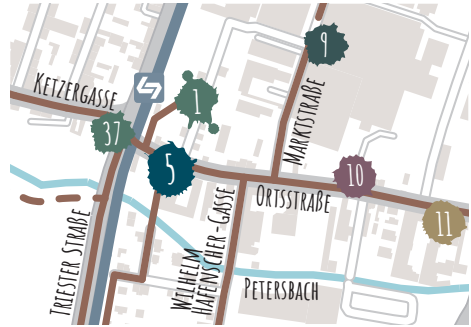 9
KETZERGASSE
1
37
MARKTSTRASSE
5
10
ORTSSTRAẞE
11
TRIESTER STRAẞE
WILHELM
HAFENSCHER-GASSE
PETERSBACH